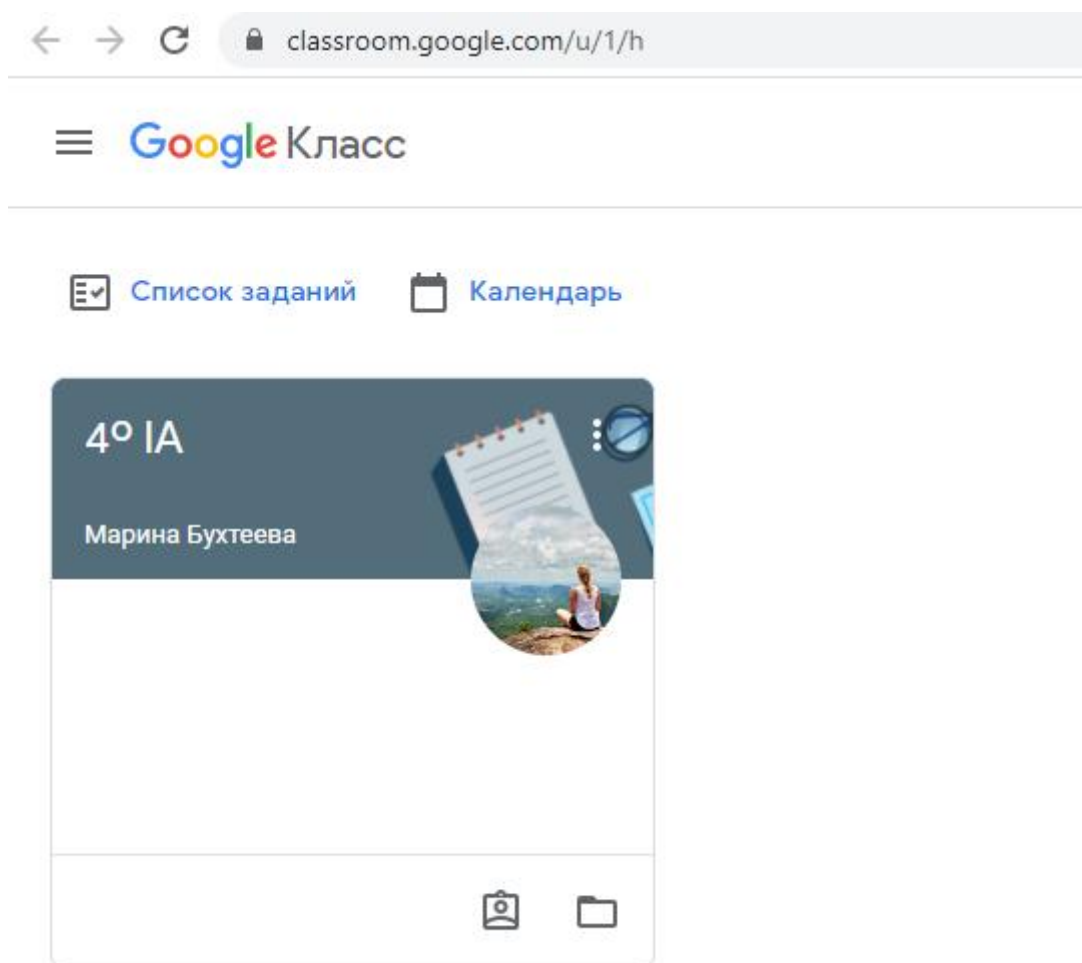 classroom.google.com/u/1/h
Google Класс
Список заданий Календарь
4º IA
Марина Бухтеева